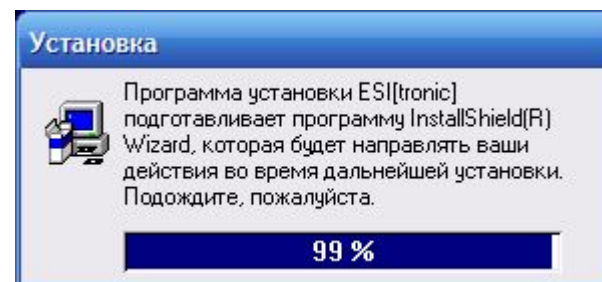 Установка
Программа установки ESI[tronic]
подготавливает программу InstallShield(R)
Wizard, которая будет направлять ваши
действия во время дальнейшей установки.
Подождите, пожалуйста.
99 %